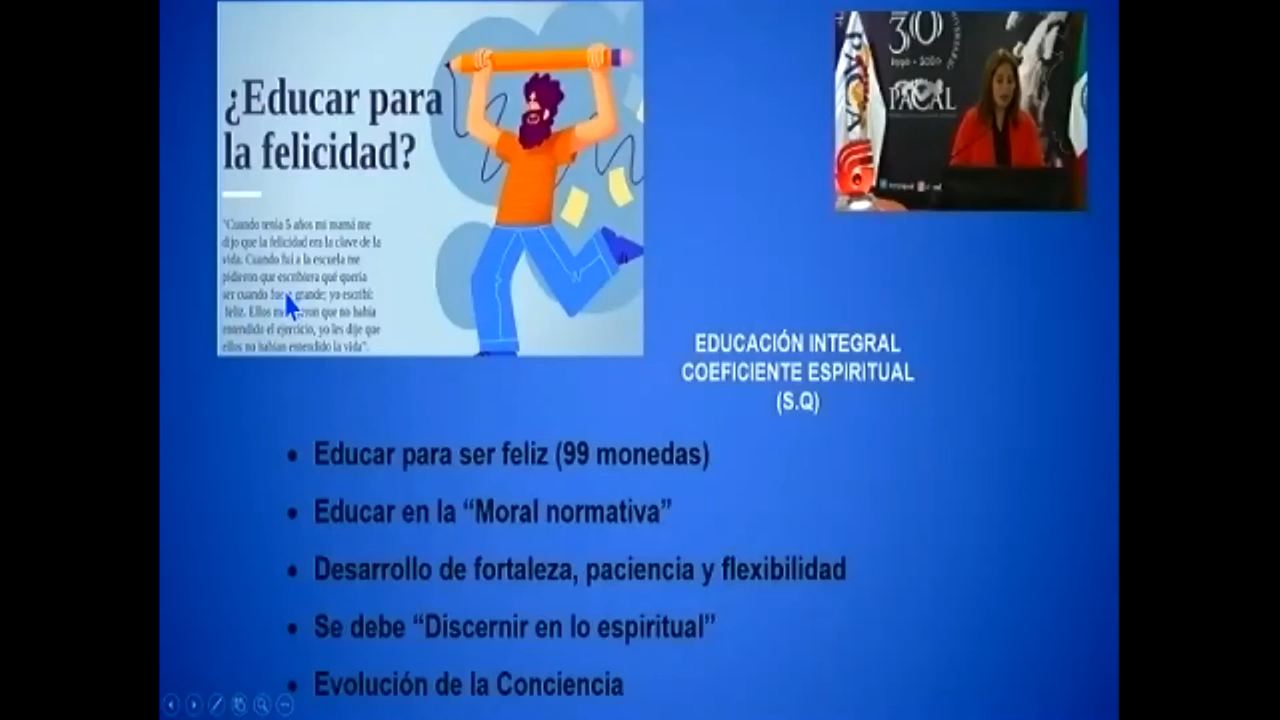 ¿Educar para
la felicidad?
"Cuando tenía 5 años mi mamá me
dijo que la felicidad era la clave de la
vida. Cuando fui a la escuela me
pidieron que escribiera qué quería
ser cuando grande; yo escribí:
feliz. Ellos que no había
entendido el ejercicio, yo les dije que
ellos no habían entendido la vida".
30
1990 - 2020
PACAL
EDUCACIÓN INTEGRAL
COEFICIENTE ESPIRITUAL
(S.Q)
• Educar para ser feliz (99 monedas)
• Educar en la “Moral normativa”
• Desarrollo de fortaleza, paciencia y flexibilidad
• Se debe “Discernir en lo espiritual”
• Evolución de la Conciencia